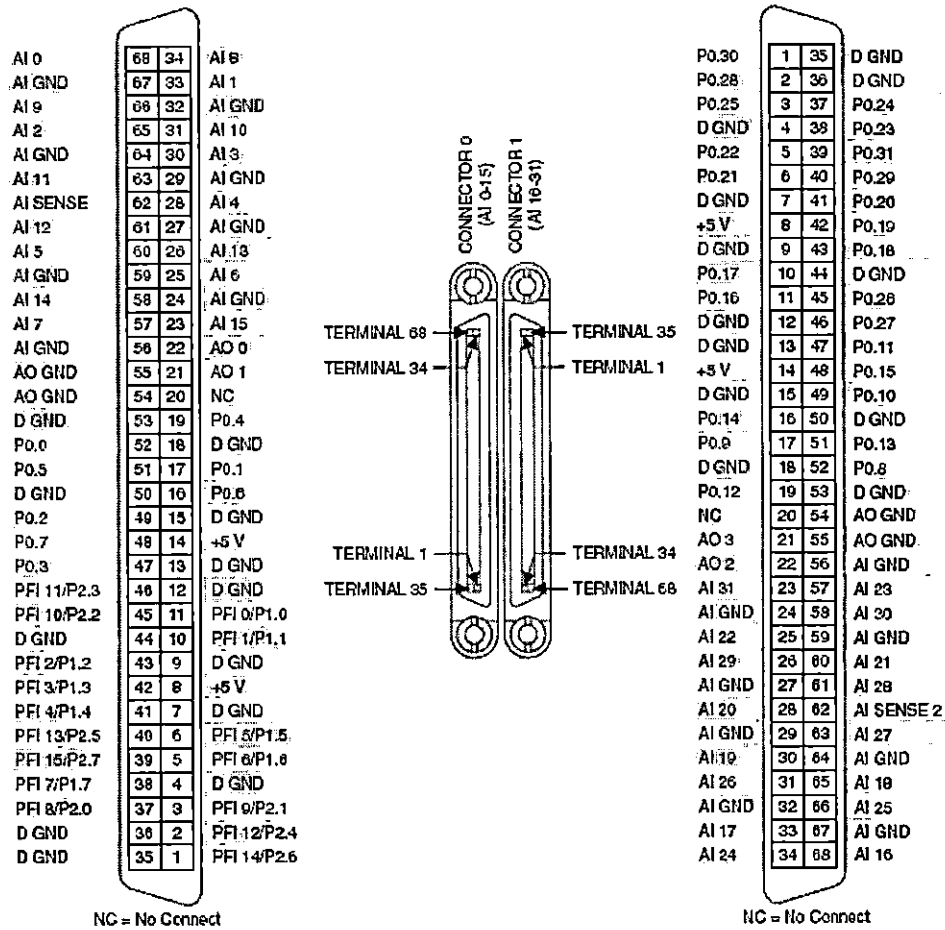 AI 0 68 34 AI 8
AI GND 67 33 AI 1
AI 9 66 32 AI GND
AI 2 65 31 AI 10
AI GND 64 30 AI 3
AI 11 63 29 AI GND
AI SENSE 62 28 AI 4
AI 12 61 27 AI GND
AI 5 60 26 AI 13
AI GND 59 25 AI 6
AI 14 58 24 AI GND
AI 7 57 23 AI 15
AI GND 56 22 AO 0
AO GND 55 21 AO 1
AO GND 54 20 NC
D GND 53 19 P0.4
P0.0 52 18 D GND
P0.5 51 17 P0.1
D GND 50 16 P0.6
P0.2 49 15 D GND
P0.7 48 14 +5 V
P0.3 47 13 D GND
PFI 11/P2.3 46 12 D GND
PFI 10/P2.2 45 11 PFI 0/P1.0
D GND 44 10 PFI 1/P1.1
PFI 2/P1.2 43 9 D GND
PFI 3/P1.3 42 8 +5 V
PFI 4/P1.4 41 7 D GND
PFI 13/P2.5 40 6 PFI 5/P1.5
PFI 15/P2.7 39 5 PFI 6/P1.6
PFI 7/P1.7 38 4 D GND
PFI 8/P2.0 37 3 PFI 9/P2.1
D GND 36 2 PFI 12/P2.4
D GND 35 1 PFI 14/P2.6
NC = No Connect
CONNECTOR 0
(AI 0-15)
CONNECTOR 1
(AI 16-31)
TERMINAL 68
TERMINAL 34
TERMINAL 35
TERMINAL 1
TERMINAL 1
TERMINAL 35
TERMINAL 34
TERMINAL 68
P0.30 1 35 D GND
P0.28 2 36 D GND
P0.25 3 37 P0.24
D GND 4 38 P0.23
P0.22 5 39 P0.31
P0.21 6 40 P0.29
D GND 7 41 P0.20
+5 V 8 42 P0.19
D GND 9 43 P0.18
P0.17 10 44 D GND
P0.16 11 45 P0.26
D GND 12 46 P0.27
D GND 13 47 P0.11
+5 V 14 48 P0.15
D GND 15 49 P0.10
P0.14 16 50 D GND
P0.9 17 51 P0.13
D GND 18 52 P0.8
P0.12 19 53 D GND
NC 20 54 AO GND
AO 3 21 55 AO GND
AO 2 22 56 AI GND
AI 31 23 57 AI 23
AI GND 24 58 AI 30
AI 22 25 59 AI GND
AI 29 26 60 AI 21
AI GND 27 61 AI 28
AI 20 28 62 AI SENSE 2
AI GND 29 63 AI 27
AI 19 30 64 AI GND
AI 26 31 65 AI 18
AI GND 32 66 AI 25
AI 17 33 67 AI GND
AI 24 34 68 AI 16
NC = No Connect